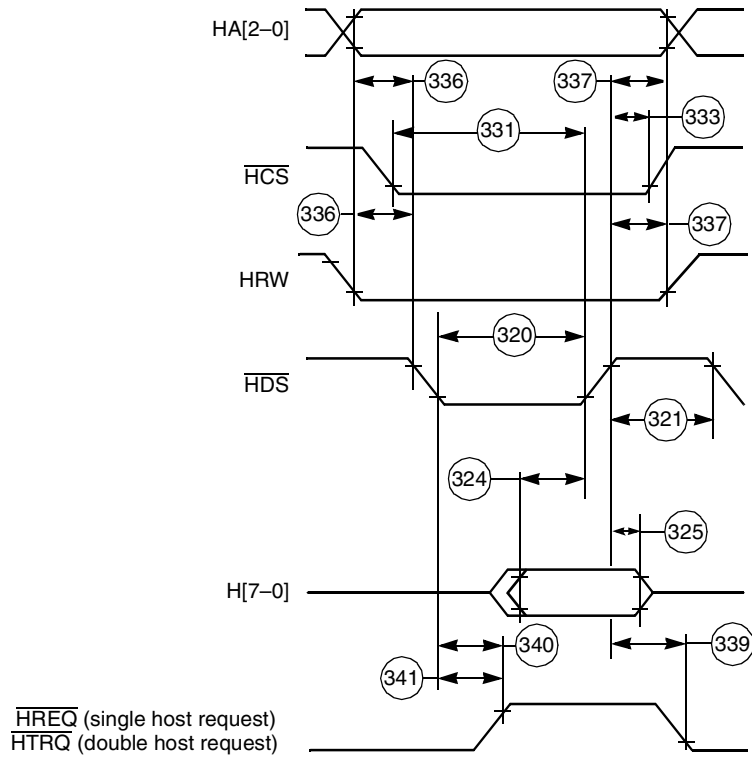 HA[2–0]
336
337
333
331
HCS
336
337
HRW
320
HDS
321
324
325
H[7–0]
340
339
341
HREQ (single host request)
HTRQ (double host request)